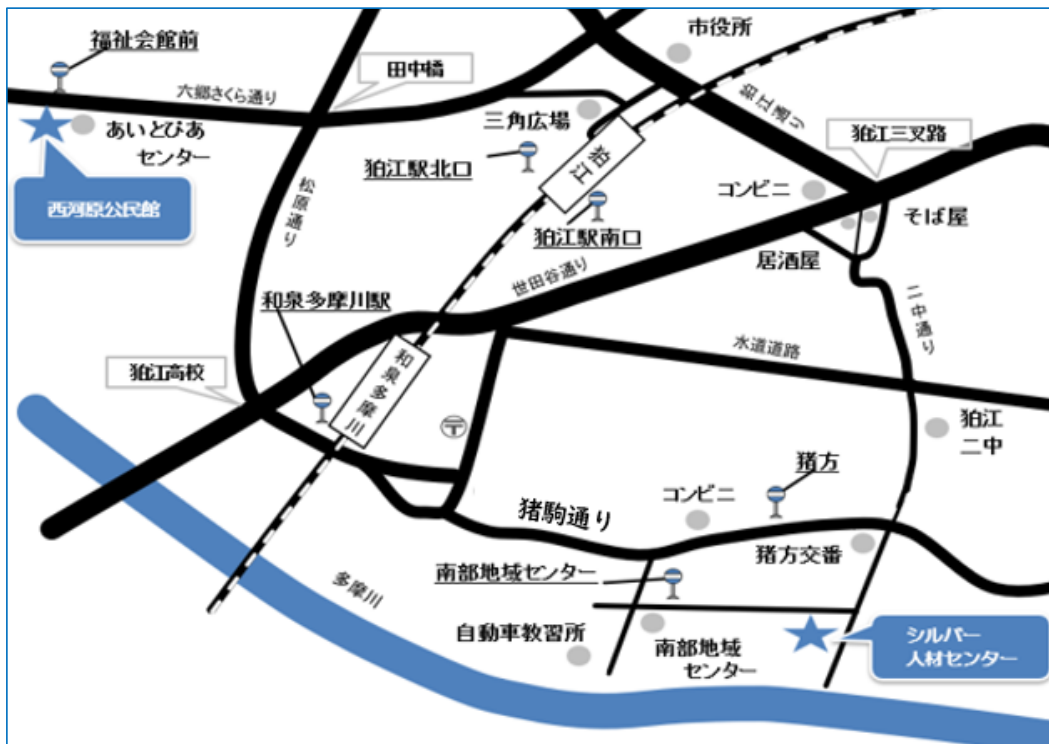 福祉会館前
六郷さくら通り
あいとぴあ
センター
西河原公民館
田中橋
松原通り
市役所
三角広場
狛江駅北口
狛江
狛江駅南口
狛江通り
狛江三叉路
コンビニ
そば屋
居酒屋
世田谷通り
二中通り
和泉多摩川駅
和泉多摩川
狛江高校
水道道路
狛江
二中
〒
猪方
コンビニ
猪駒通り
猪方交番
南部地域センター
多摩川
自動車教習所
南部地域
センター
シルバー
人材センター